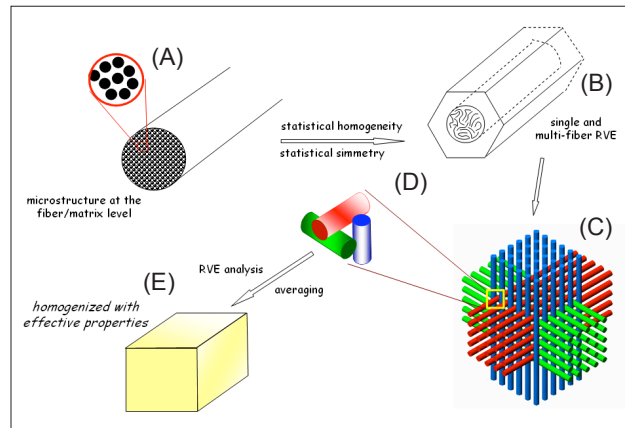 (A)
statistical homogeneity
statistical simmetry
(B)
single and
multi-fiber RVE
microstructure at the
fiber/matrix level
(D)
(C)
RVE analysis
averaging
(E)
homogenized with
effective properties